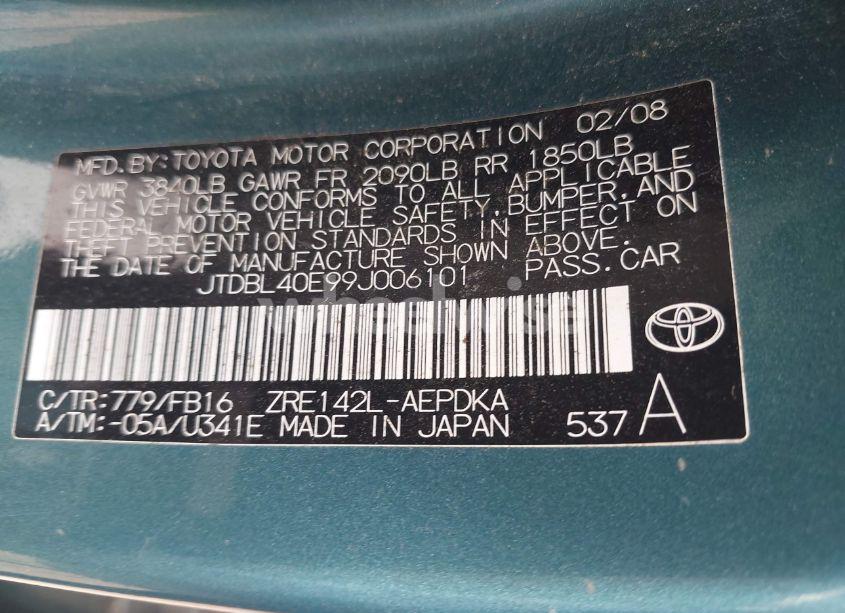 MFD.BY:TOYOTA MOTOR CORPORATION 02/08
GVWR 3840LB GAWR FR 2090LB RR 1850LB
THIS VEHICLE CONFORMS TO ALL APPLICABLE
FEDERAL MOTOR VEHICLE SAFETY,BUMPER,AND
THEFT PREVENTION STANDARDS IN EFFECT ON
THE DATE OF MANUFACTURE SHOWN ABOVE.
JTDBL40E99J006101 PASS.CAR
wheelwise
C/TR:779/FB16 ZRE142L-AEPDKA
A/TM:-05A/U341E MADE IN JAPAN 537 A